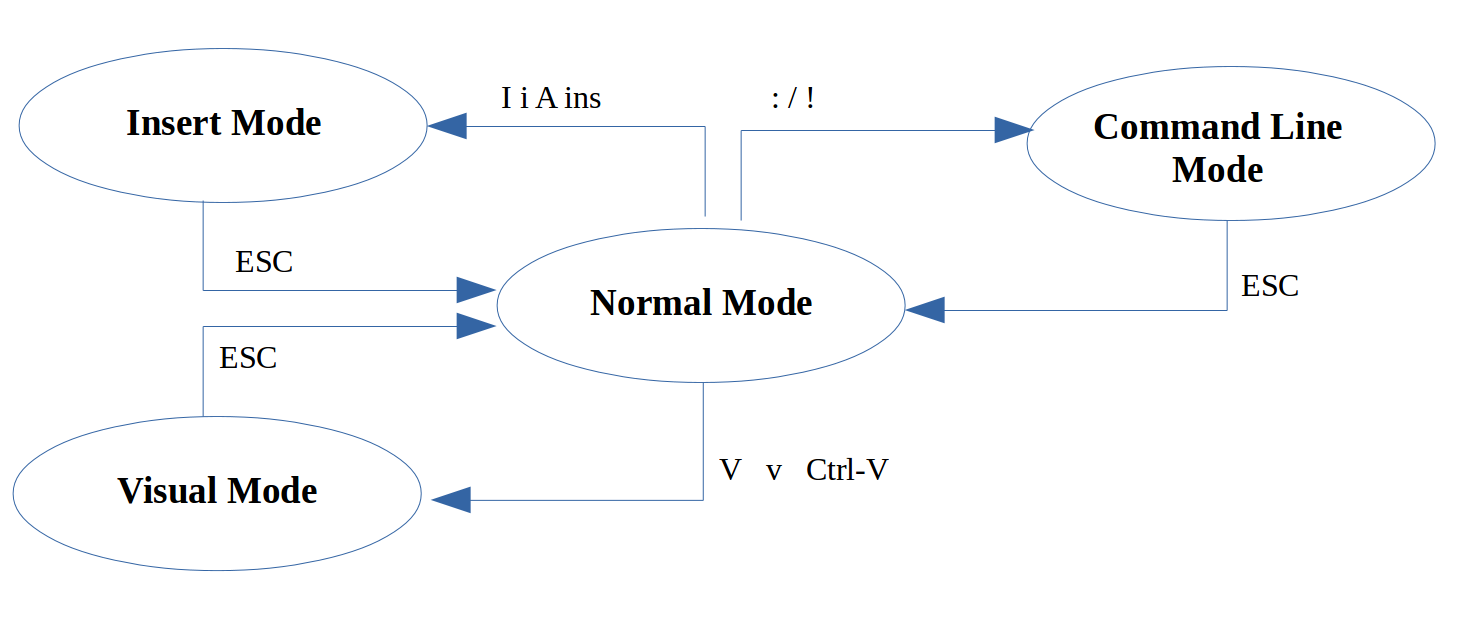 I i A ins
: / !
Insert Mode
Command Line
Mode
ESC
ESC
Normal Mode
ESC
V v Ctrl-V
Visual Mode